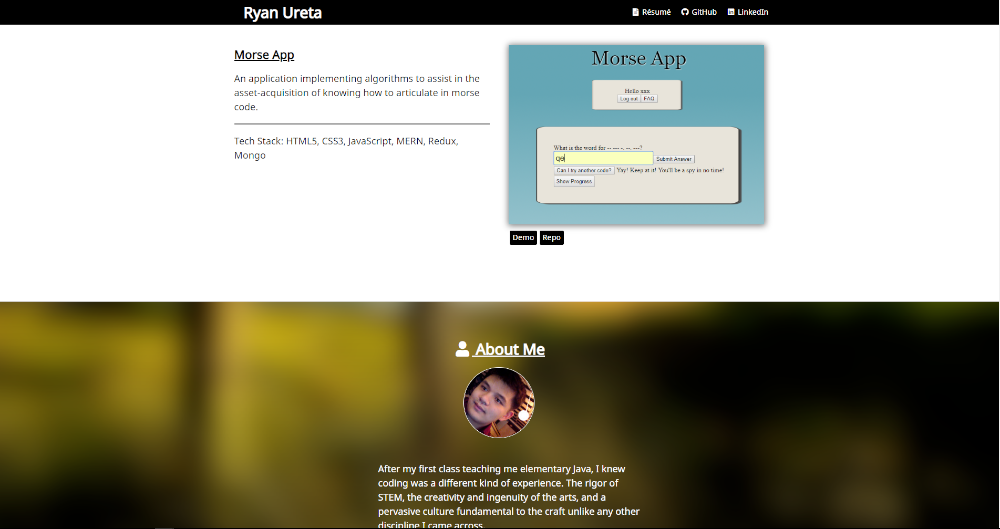 Ryan Ureta
Résumé GitHub LinkedIn
Morse App
An application implementing algorithms to assist in the
asset-acquisition of knowing how to articulate in morse
code.
Tech Stack: HTML5, CSS3, JavaScript, MERN, Redux,
Mongo
Morse App
Hello xxx
Log out FAQ
What is the word for -- --- -. --. ---?
Submit Answer
Can I try another code? Yay! Keep at it! You'll be a spy in no time!
Show Progress
Demo Repo
About Me
After my first class teaching me elementary Java, I knew
coding was a different kind of experience. The rigor of
STEM, the creativity and ingenuity of the arts, and a
pervasive culture fundamental to the craft unlike any other
discipline I came across.